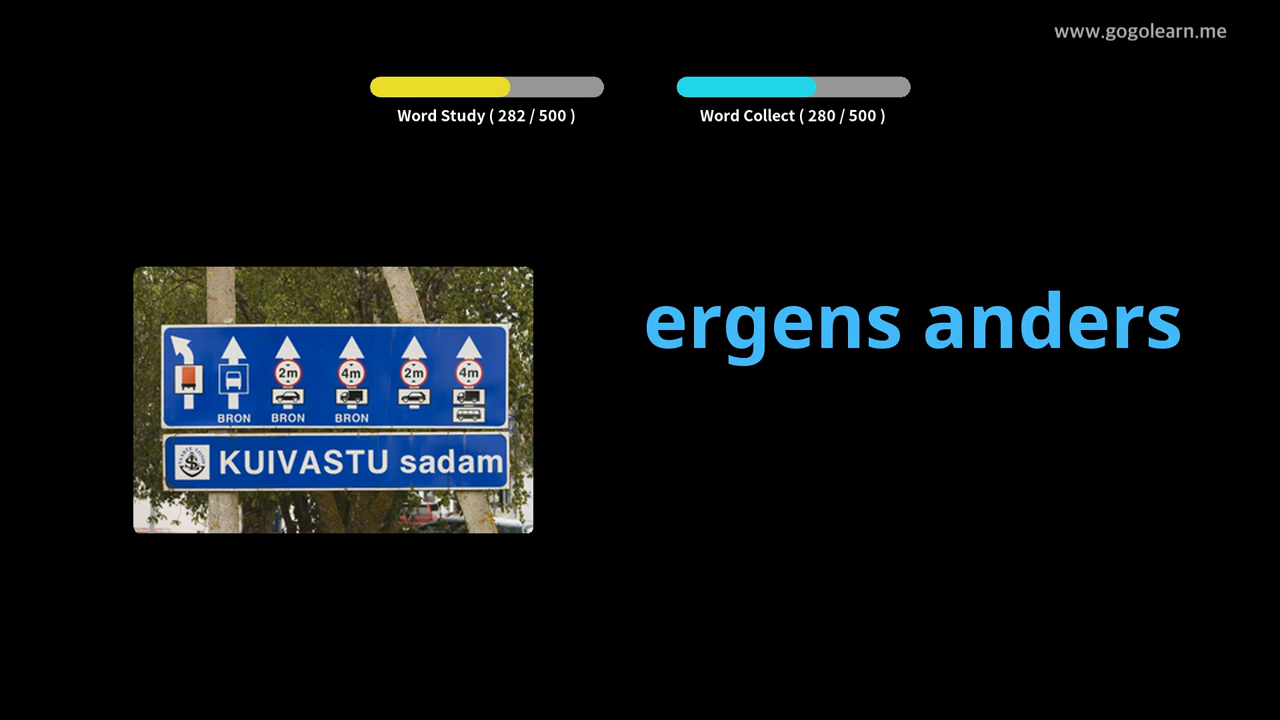 www.gogolearn.me
Word Study ( 282 / 500 )
Word Collect ( 280 / 500 )
ergens anders
2m 4m 2m 4m
BRON BRON BRON
KUIVASTU sadam